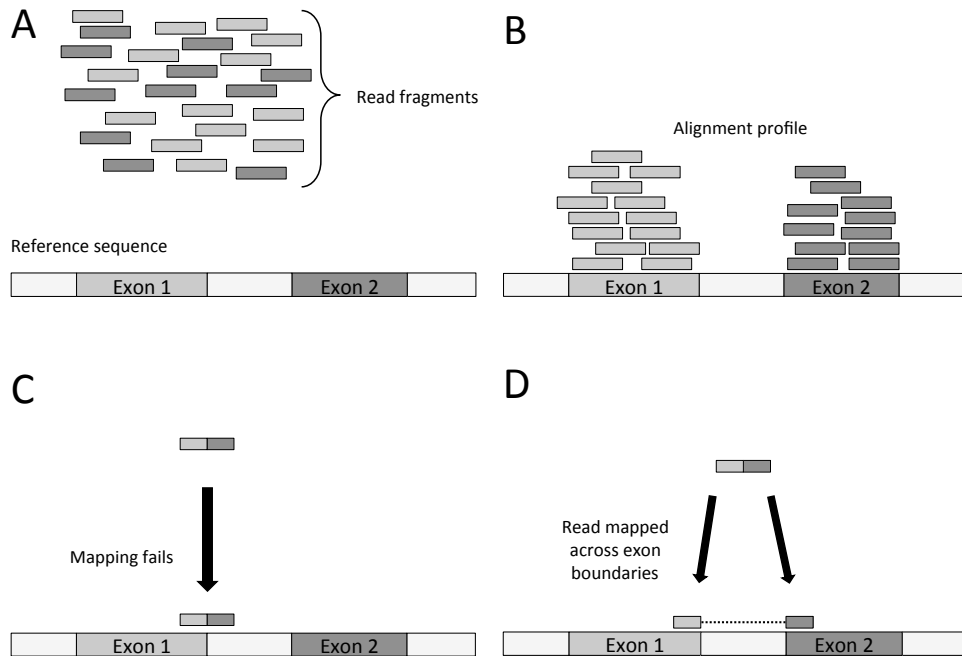 A
Read fragments
Reference sequence
Exon 1
Exon 2
B
Alignment profile
Exon 1
Exon 2
C
Mapping fails
Exon 1
Exon 2
D
Read mapped
across exon
boundaries
Exon 1
Exon 2